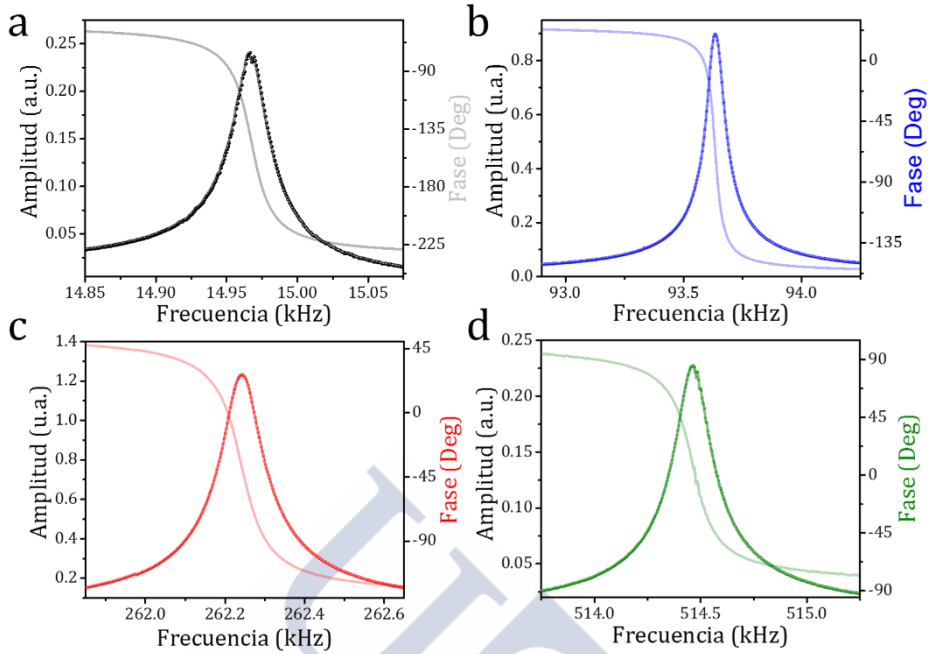 a
0.25
0.20
0.15
0.10
0.05
-90
-135
-180
-225
14.85 14.90 14.95 15.00 15.05
Amplitud (a.u.)
Fase (Deg)
Frecuencia (kHz)
b
0.8
0.6
0.4
0.2
0.0
0
-45
-90
-135
93.0 93.5 94.0
Amplitud (u.a.)
Fase (Deg)
Frecuencia (kHz)
c
1.4
1.2
1.0
0.8
0.6
0.4
0.2
45
0
-45
-90
262.0 262.2 262.4 262.6
Amplitud (u.a.)
Fase (Deg)
Frecuencia (kHz)
d
0.25
0.20
0.15
0.10
0.05
90
45
0
-45
-90
514.0 514.5 515.0
Amplitud (a.u.)
Fase (Deg)
Frecuencia (kHz)